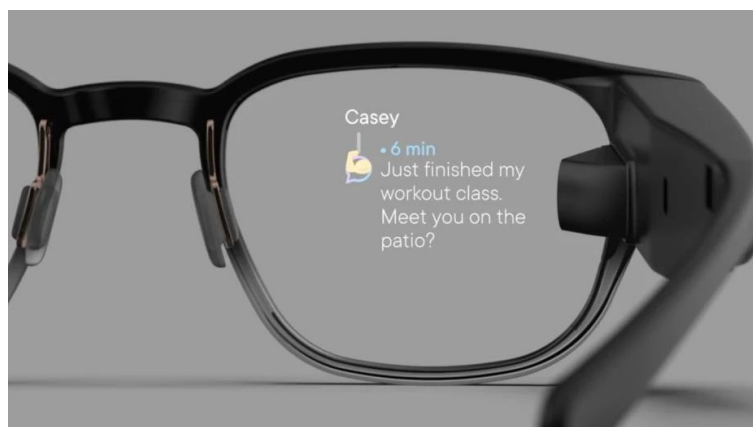 Casey
• 6 min
Just finished my
workout class.
Meet you on the
patio?